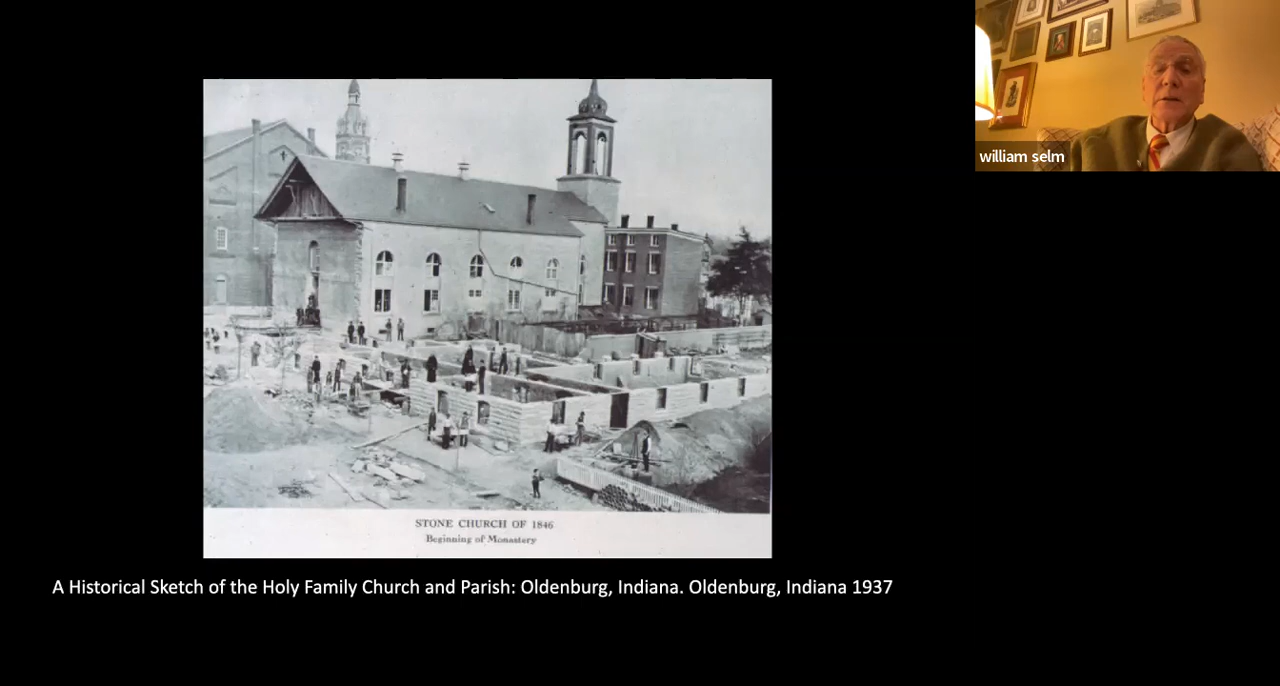 william selm
STONE CHURCH OF 1846
Beginning of Monastery
A Historical Sketch of the Holy Family Church and Parish: Oldenburg, Indiana. Oldenburg, Indiana 1937